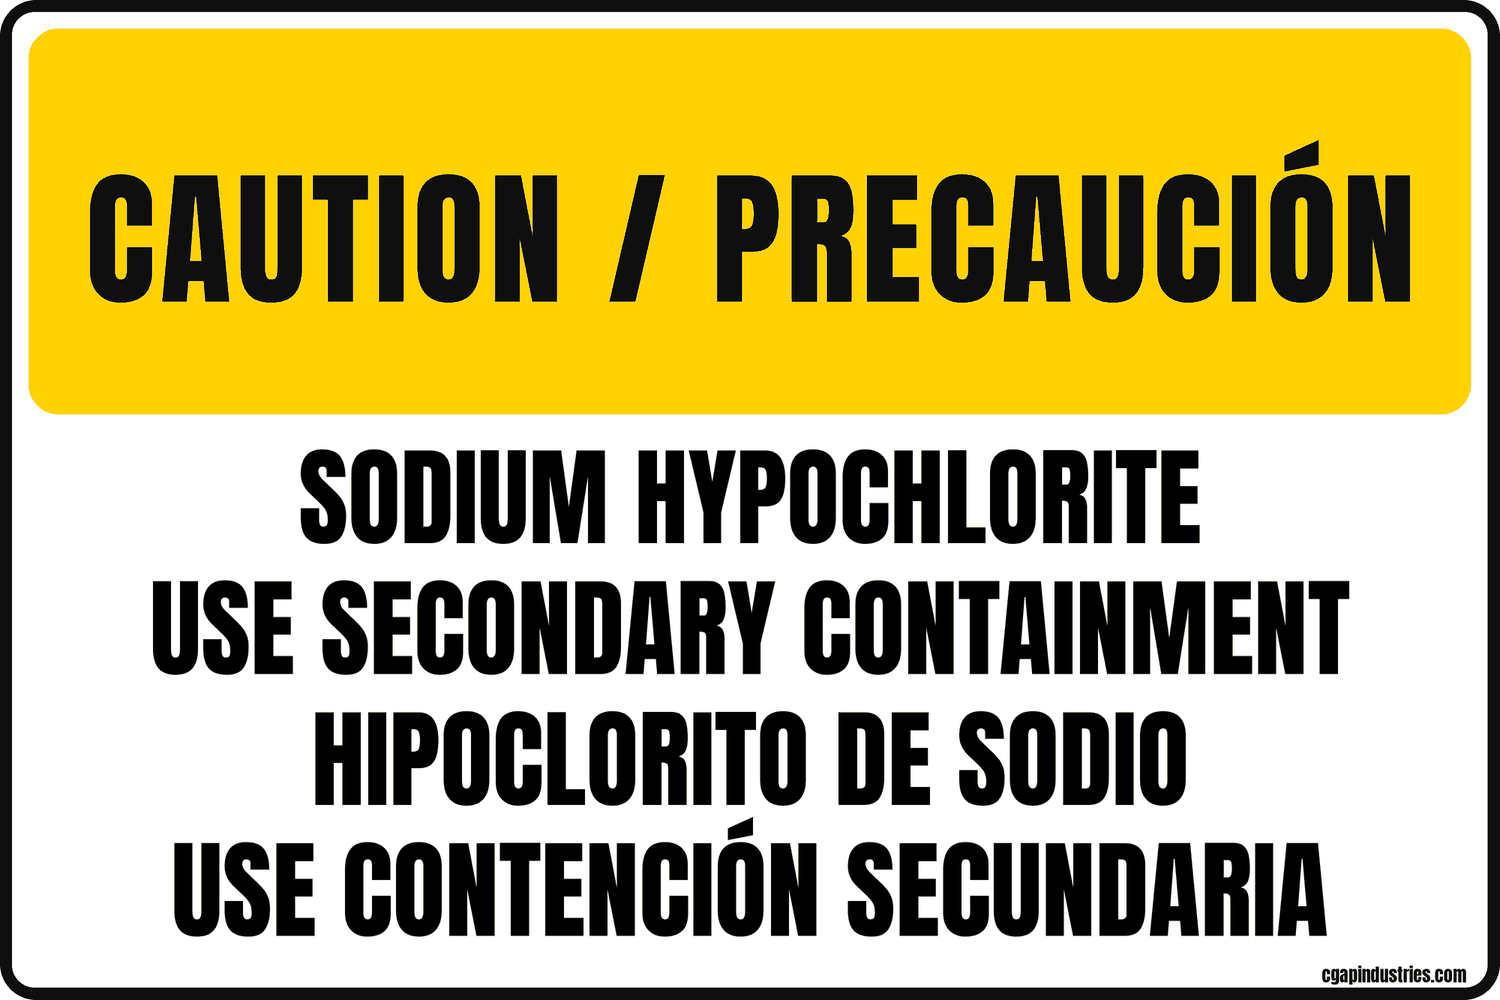 CAUTION / PRECAUCIÓN
SODIUM HYPOCHLORITE
USE SECONDARY CONTAINMENT
HIPOCLORITO DE SODIO
USE CONTENCIÓN SECUNDARIA
cgapindustries.com